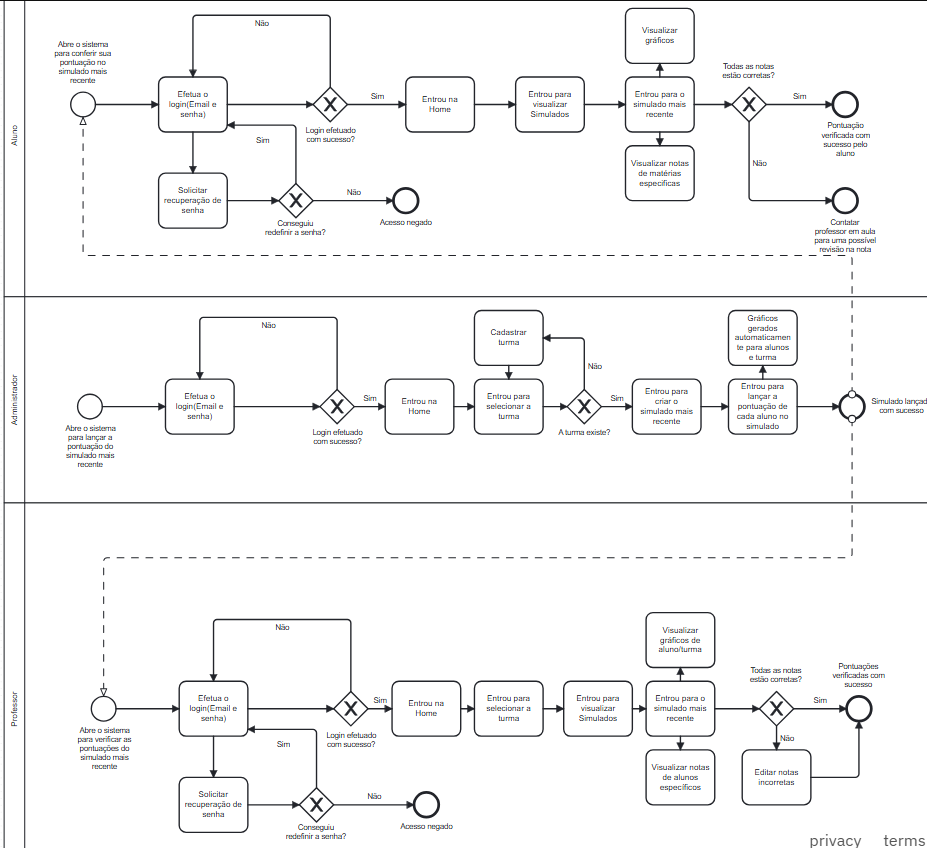 Aluno
Abre o sistema
para conferir sua
pontuação no
simulado mais
recente
Efetua o
login(Email e
senha)
Não
Login efetuado
com sucesso?
Sim
Solicitar
recuperação de
senha
Sim
Conseguiu
redefinir a senha?
Não
Acesso negado
Entrou na
Home
Entrou para
visualizar
Simulados
Visualizar
gráficos
Entrou para o
simulado mais
recente
Visualizar notas
de matérias
especificas
Todas as notas
estão corretas?
Sim
Pontuação
verificada com
sucesso pelo
aluno
Não
Contatar
professor em aula
para uma possível
revisão na nota
Administrador
Abre o sistema
para lançar a
pontuação do
simulado mais
recente
Efetua o
login(Email e
senha)
Não
Login efetuado
com sucesso?
Sim
Entrou na
Home
Cadastrar
turma
Entrou para
selecionar a
turma
Não
A turma existe?
Sim
Entrou para
criar o
simulado mais
recente
Gráficos
gerados
automaticamen
te para alunos
e turma
Entrou para
lançar a
pontuação de
cada aluno no
simulado
Simulado lançad
com sucesso
Professor
Abre o sistema
para verificar as
pontuações do
simulado mais
recente
Efetua o
login(Email e
senha)
Não
Login efetuado
com sucesso?
Sim
Solicitar
recuperação de
senha
Sim
Conseguiu
redefinir a senha?
Não
Acesso negado
Entrou na
Home
Entrou para
selecionar a
turma
Entrou para
visualizar
Simulados
Visualizar
gráficos de
aluno/turma
Entrou para o
simulado mais
recente
Visualizar notas
de alunos
específicos
Todas as notas
estão corretas?
Sim
Pontuações
verificadas com
sucesso
Não
Editar notas
incorretas
privacy terms